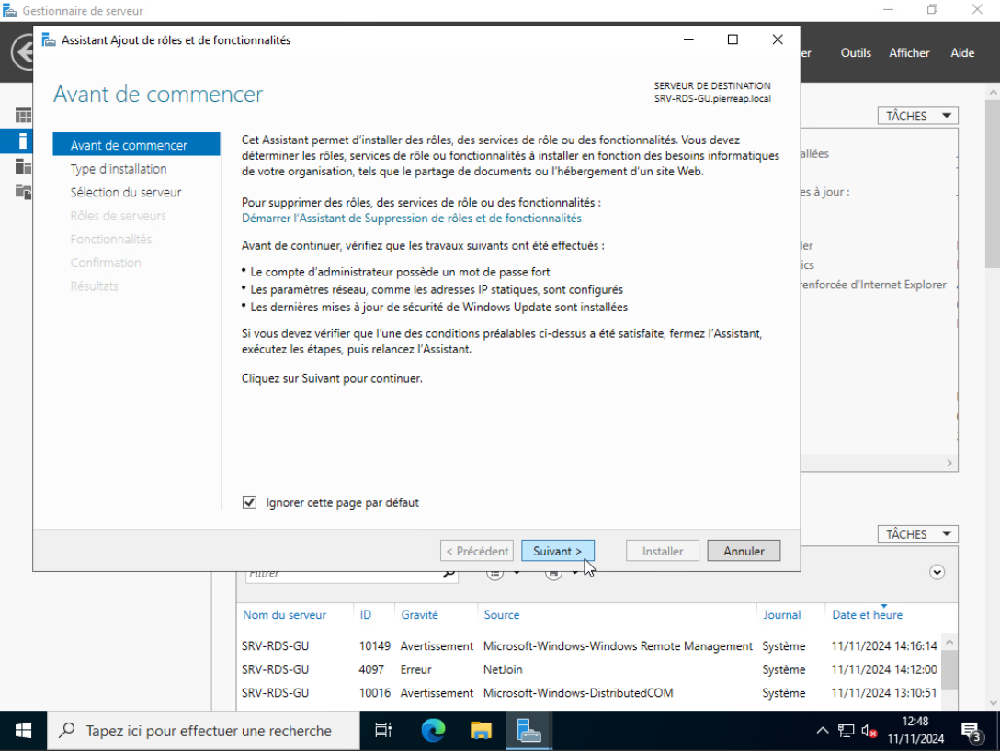 Gestionnaire de serveur
Outils Afficher Aide
Assistant Ajout de rôles et de fonctionnalités
Avant de commencer
SERVEUR DE DESTINATION
SRV-RDS-GU.pierreap.local
Avant de commencer
Type d'installation
Sélection du serveur
Rôles de serveurs
Fonctionnalités
Confirmation
Résultats
Cet Assistant permet d'installer des rôles, des services de rôle ou des fonctionnalités. Vous devez
déterminer les rôles, services de rôle ou fonctionnalités à installer en fonction des besoins informatiques
de votre organisation, tels que le partage de documents ou l'hébergement d'un site Web.
Pour supprimer des rôles, des services de rôle ou des fonctionnalités :
Démarrer l'Assistant de Suppression de rôles et de fonctionnalités
Avant de continuer, vérifiez que les travaux suivants ont été effectués :
• Le compte d'administrateur possède un mot de passe fort
• Les paramètres réseau, comme les adresses IP statiques, sont configurés
• Les dernières mises à jour de sécurité de Windows Update sont installées
Si vous devez vérifier que l'une des conditions préalables ci-dessus a été satisfaite, fermez l'Assistant,
exécutez les étapes, puis relancez l'Assistant.
Cliquez sur Suivant pour continuer.
Ignorer cette page par défaut
< Précédent Suivant > Installer Annuler
TÂCHES
allées
es à jour :
ler
ics
renforcée d'Internet Explorer
TÂCHES
Filtrer
Nom du serveur ID Gravité Source Journal Date et heure
SRV-RDS-GU 10149 Avertissement Microsoft-Windows-Windows Remote Management Système 11/11/2024 14:16:14
SRV-RDS-GU 4097 Erreur NetJoin Système 11/11/2024 14:12:00
SRV-RDS-GU 10016 Avertissement Microsoft-Windows-DistributedCOM Système 11/11/2024 13:10:51
Tapez ici pour effectuer une recherche
12:48
11/11/2024
3